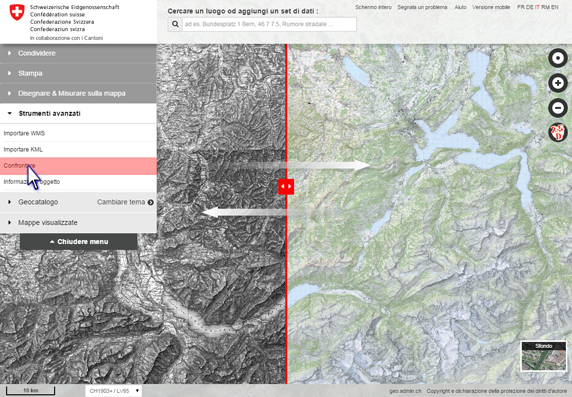 Schweizerische Eidgenossenschaft
Confédération suisse
Confederazione Svizzera
Confederaziun svizra
In collaborazione con i Cantoni
Cercare un luogo od aggiungi un set di dati :
ad es. Bundesplatz 1 Bern, 46.7 7.5, Rumore stradale ...
Schermo intero Segnala un problema Aiuto Versione mobile FR DE IT RM EN
Condividere
Stampa
Disegnare & Misurare sulla mappa
Strumenti avanzati
Importare WMS
Importare KML
Confrontare
Geocatalogo Cambiare tema
Mappe visualizzate
Chiudere menu
Sfondo
10 km
CH1903+ / LV95
geo.admin.ch Copyright e dichiarazione della protezione dei diritti d'autore